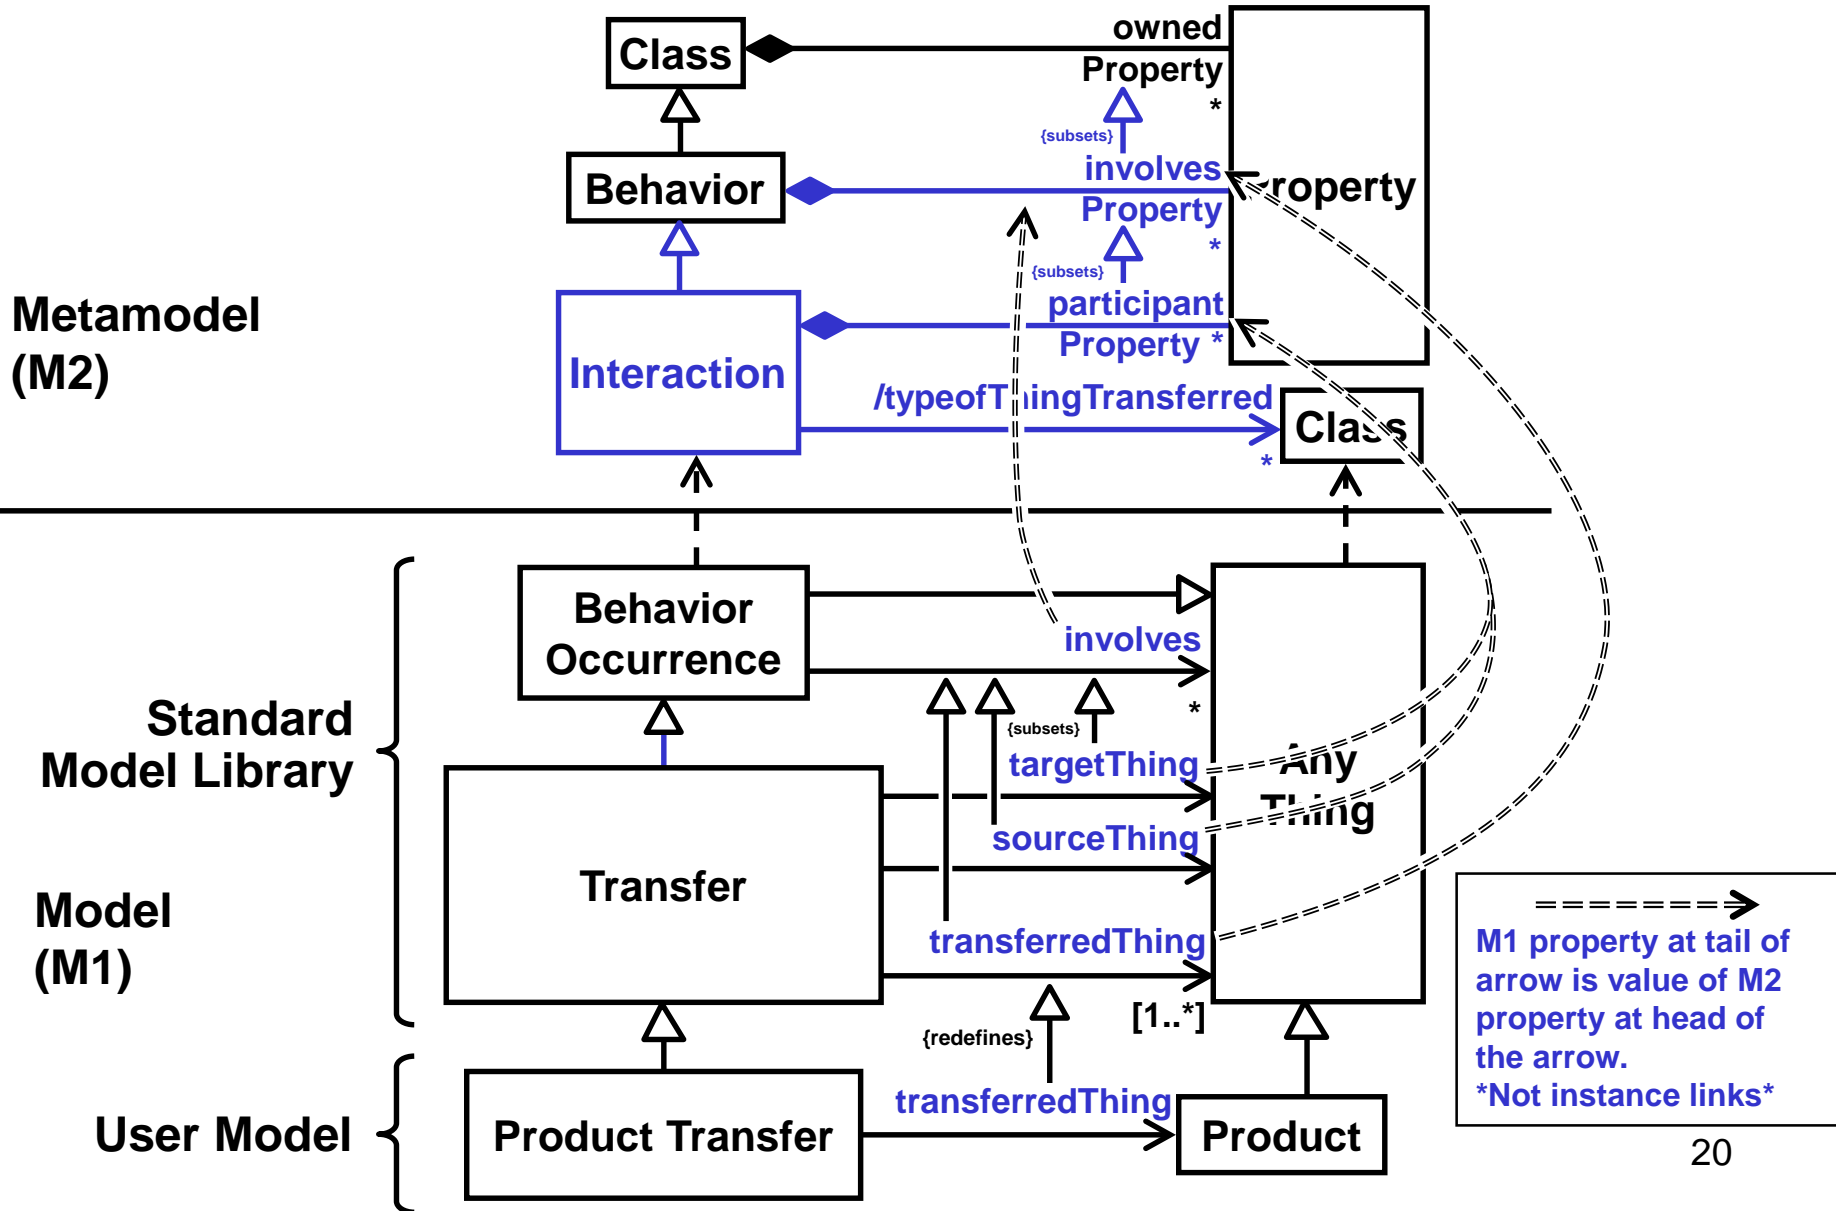 Class
owned
Property
*
{subsets}
Behavior
involves
Property
*
roperty
{subsets}
participant
Property *
Metamodel
(M2)
Interaction
/typeofThingTransferred
*
Class
Behavior
Occurrence
involves
*
Standard
Model Library
{subsets}
targetThing
Any
Thing
sourceThing
Transfer
Model
(M1)
transferredThing
[1..*]
{redefines}
M1 property at tail of
arrow is value of M2
property at head of
the arrow.
*Not instance links*
User Model
Product Transfer
transferredThing
Product
20